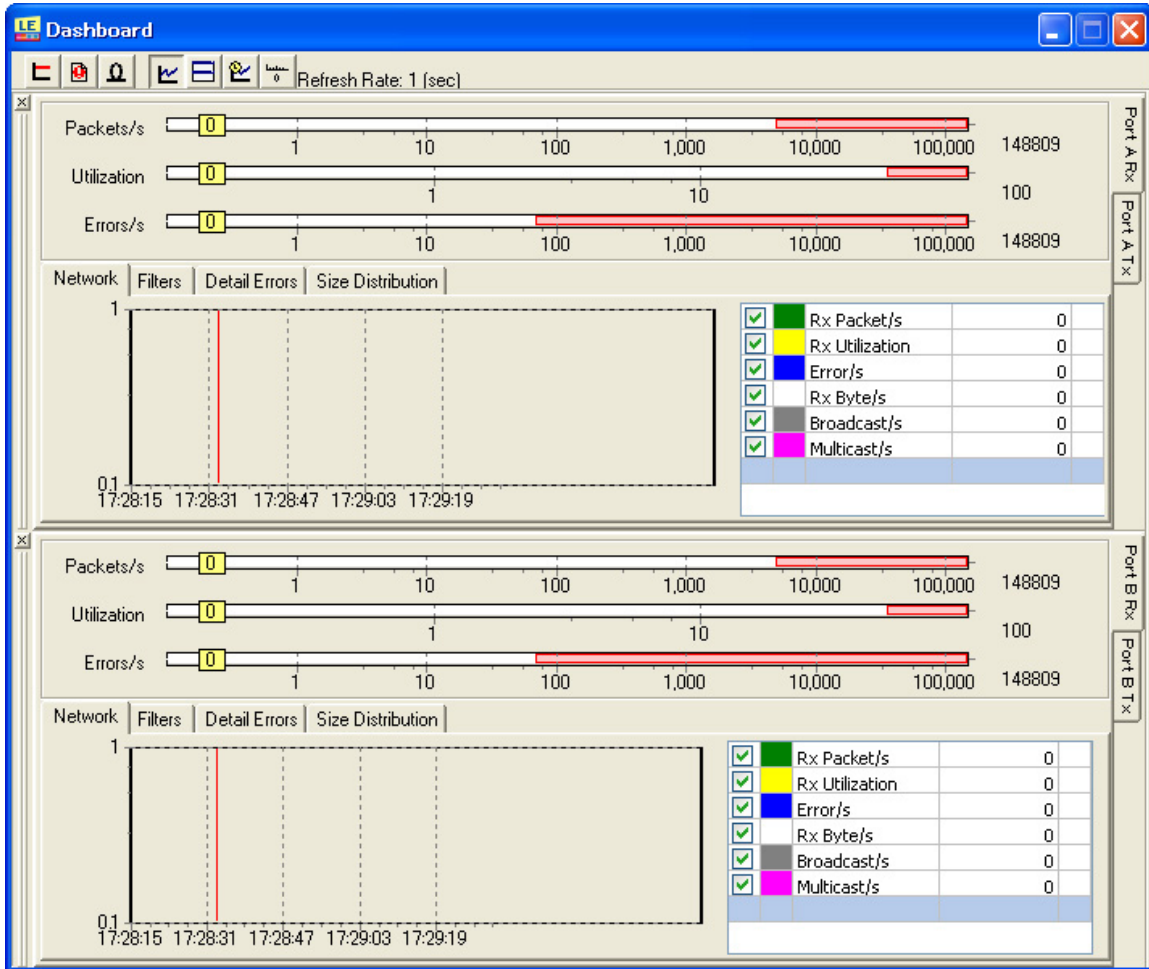 LE Dashboard
0 Refresh Rate: 1 (sec)
Packets/s 0 148809
1 10 100 1,000 10,000 100,000
Utilization 0 100
1 10
Errors/s 0 148809
1 10 100 1,000 10,000 100,000
Port A Rx
Port A Tx
Network Filters Detail Errors Size Distribution
1
0.1
17:28:15 17:28:31 17:28:47 17:29:03 17:29:19
Rx Packet/s 0
Rx Utilization 0
Error/s 0
Rx Byte/s 0
Broadcast/s 0
Multicast/s 0
Packets/s 0 148809
1 10 100 1,000 10,000 100,000
Utilization 0 100
1 10
Errors/s 0 148809
1 10 100 1,000 10,000 100,000
Port B Rx
Port B Tx
Network Filters Detail Errors Size Distribution
1
0.1
17:28:15 17:28:31 17:28:47 17:29:03 17:29:19
Rx Packet/s 0
Rx Utilization 0
Error/s 0
Rx Byte/s 0
Broadcast/s 0
Multicast/s 0